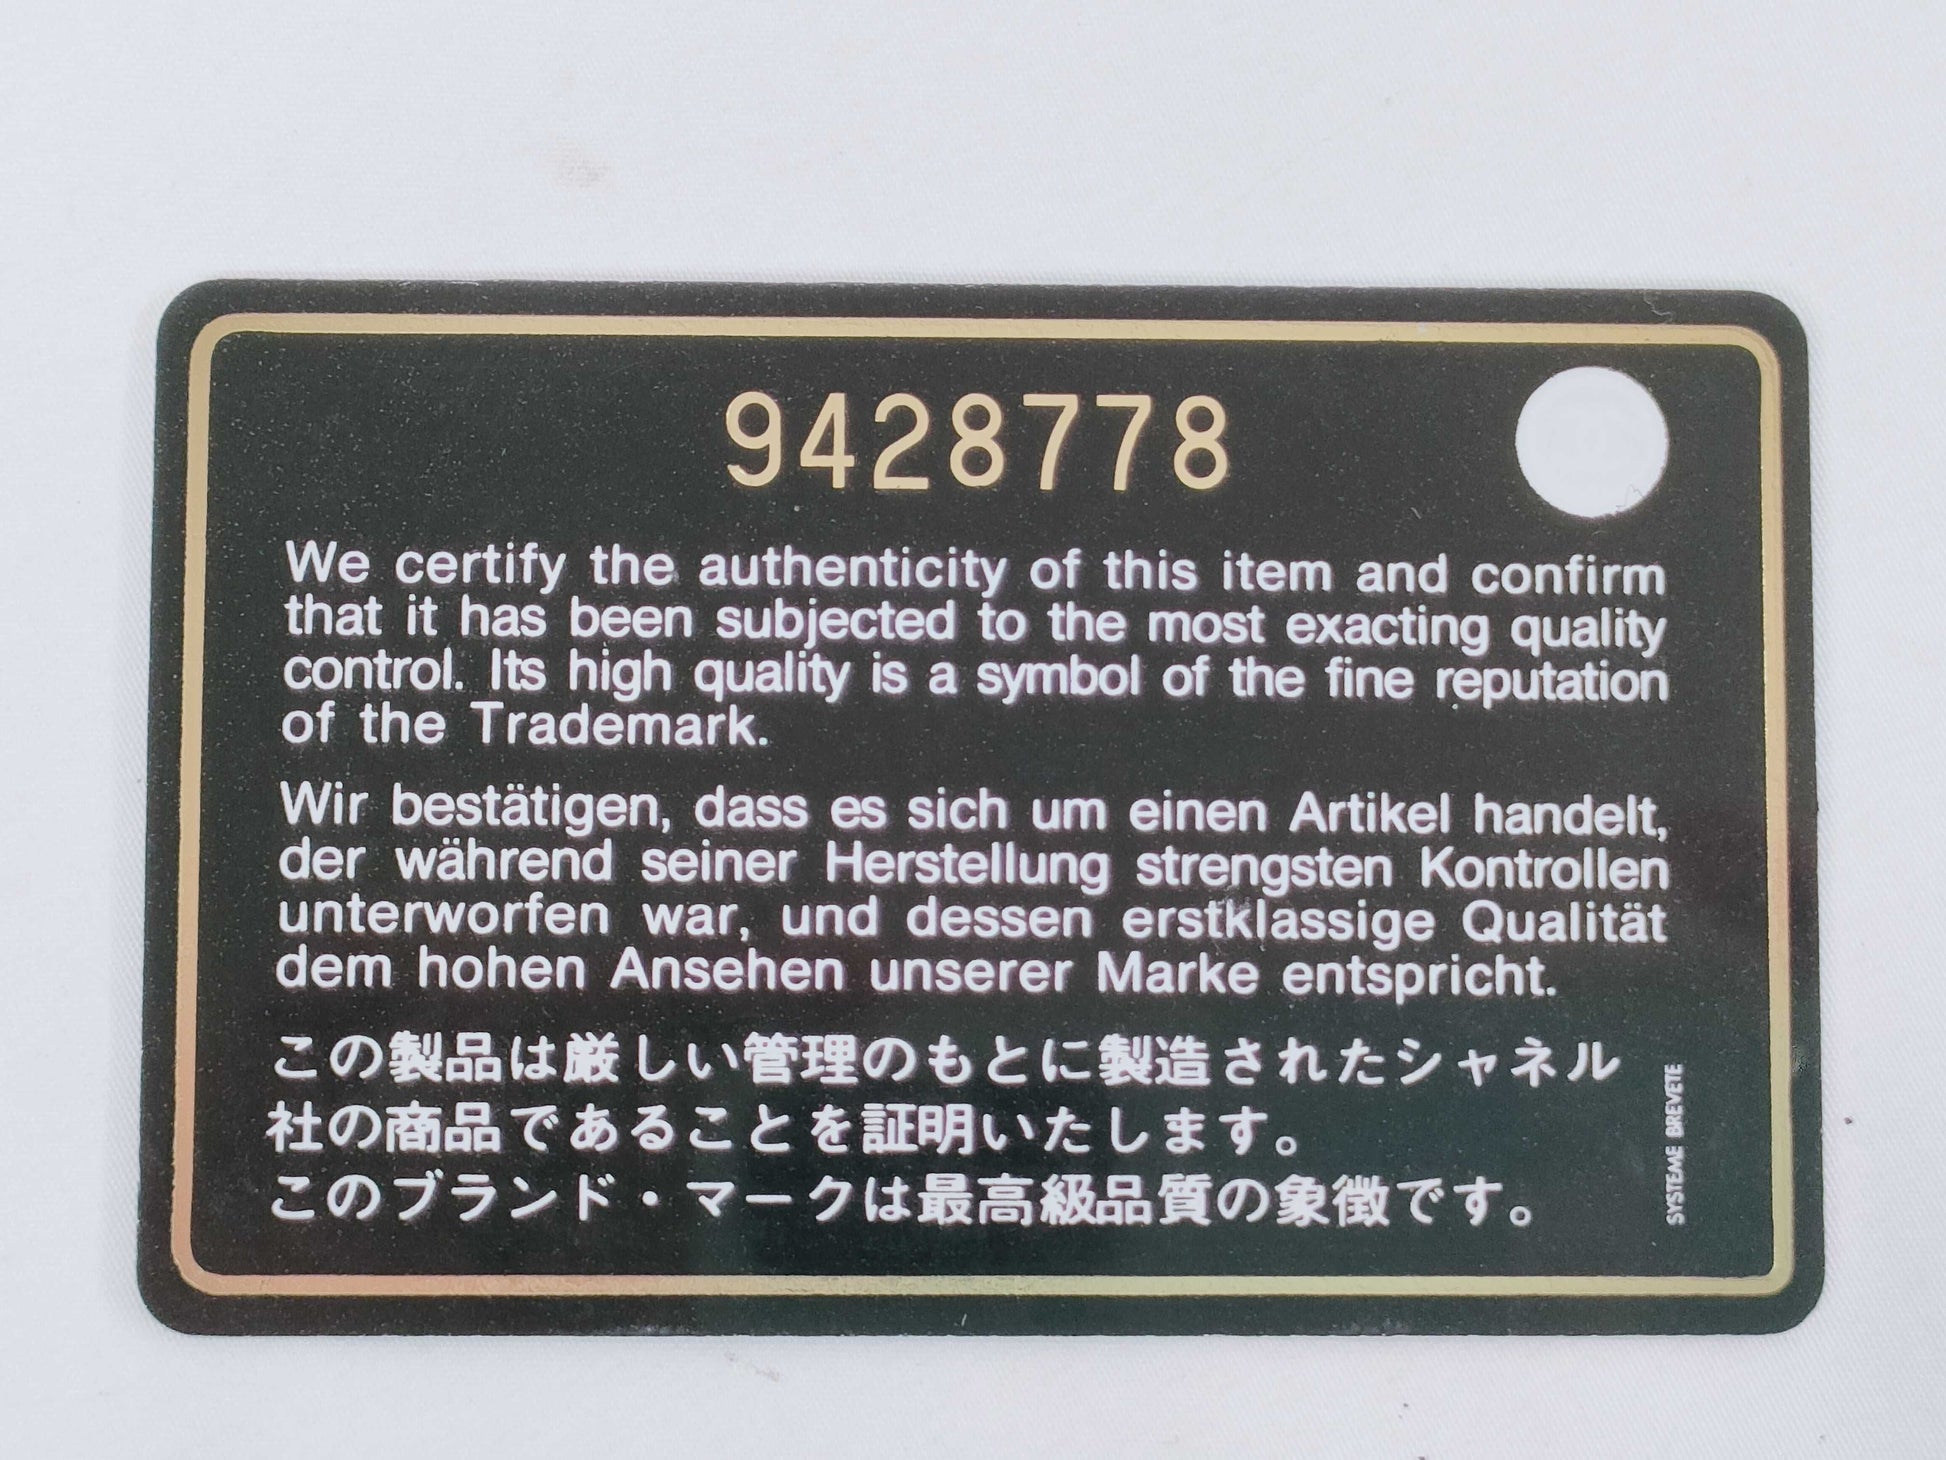 9428778
We certify the authenticity of this item and confirm
that it has been subjected to the most exacting quality
control. Its high quality is a symbol of the fine reputation
of the Trademark.
Wir bestätigen, dass es sich um einen Artikel handelt,
der während seiner Herstellung strengsten Kontrollen
unterworfen war, und dessen erstklassige Qualität
dem hohen Ansehen unserer Marke entspricht.
この製品は厳しい管理のもとに製造されたシャネル
社の商品であることを証明いたします。
このブランド・マークは最高級品質の象徴です。
SYSTEME BREVETE